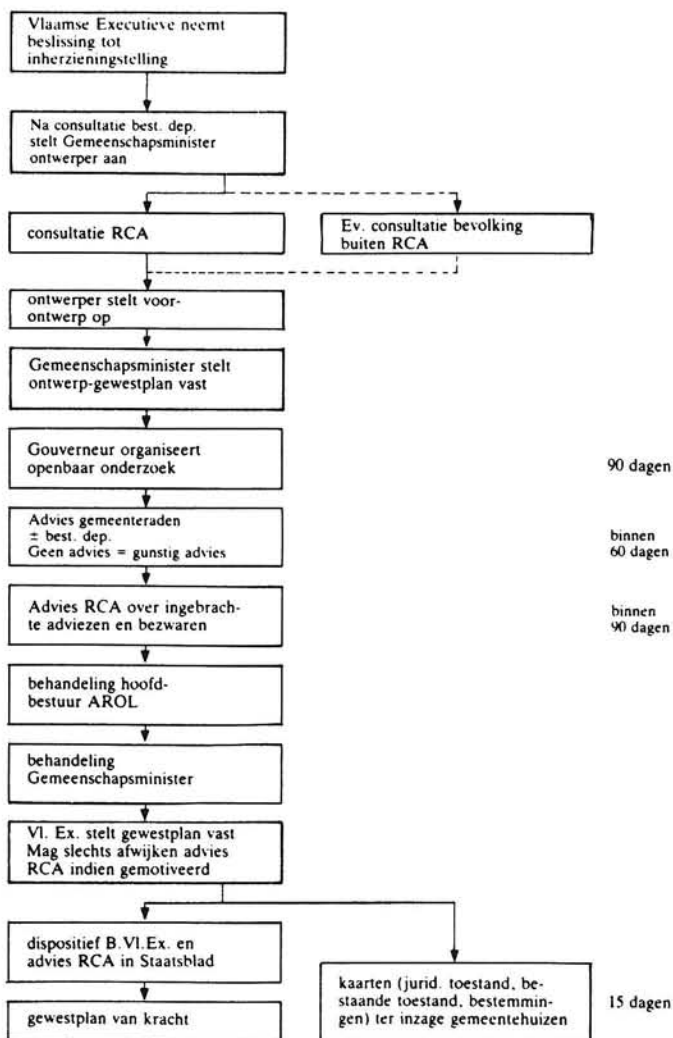 Vlaamse Executieve neemt
beslissing tot
inherzieningstelling
Na consultatie best. dep.
stelt Gemeenschapsminister
ontwerper aan
consultatie RCA
Ev. consultatie bevolking
buiten RCA
ontwerper stelt voor-
ontwerp op
Gemeenschapsminister stelt
ontwerp-gewestplan vast
Gouverneur organiseert
openbaar onderzoek
90 dagen
Advies gemeenteraden
± best. dep.
Geen advies = gunstig advies
binnen
60 dagen
Advies RCA over ingebrach-
te adviezen en bezwaren
binnen
90 dagen
behandeling hoofd-
bestuur AROL
behandeling
Gemeenschapsminister
Vl. Ex. stelt gewestplan vast
Mag slechts afwijken advies
RCA indien gemotiveerd
dispositief B.Vl.Ex. en
advies RCA in Staatsblad
kaarten (jurid. toestand, be-
staande toestand, bestemmin-
gen) ter inzage gemeentehuizen
15 dagen
gewestplan van kracht